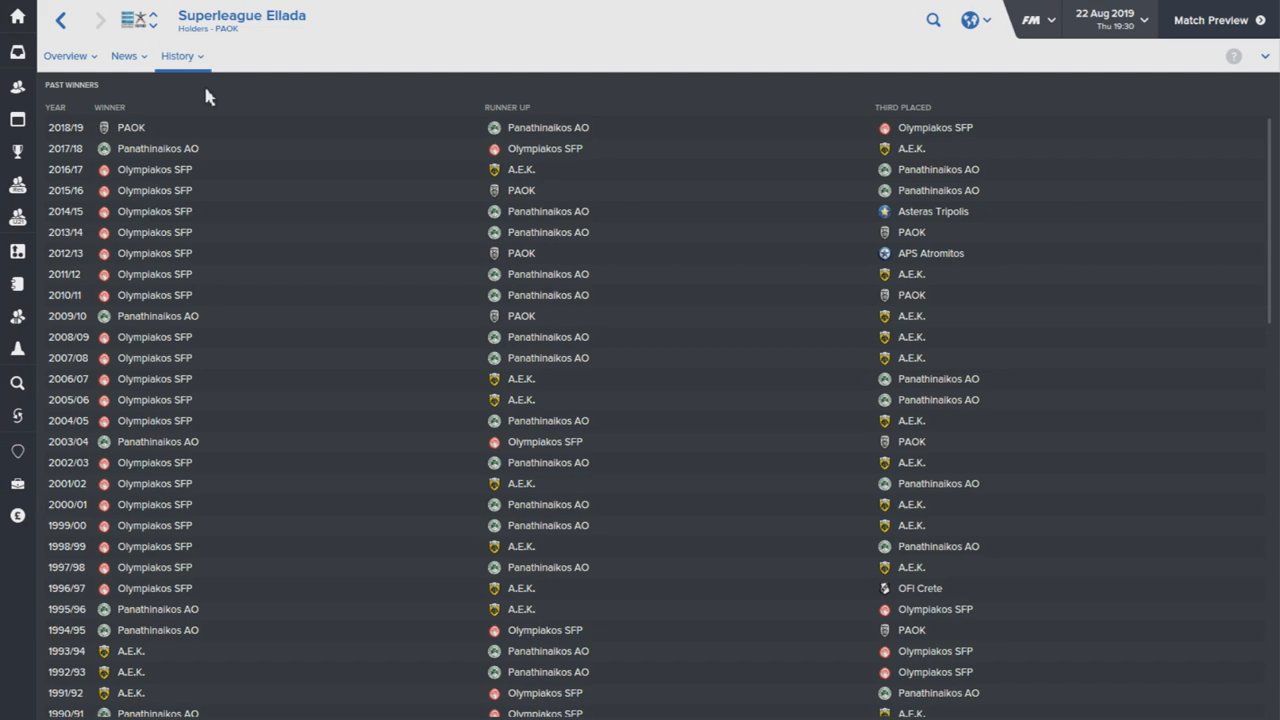 Superleague Ellada
Holders - PAOK
FM
22 Aug 2019
Thu 19:30
Match Preview
Overview
News
History
?
PAST WINNERS
YEAR WINNER RUNNER UP THIRD PLACED
2018/19 PAOK Panathinaikos AO Olympiakos SFP
2017/18 Panathinaikos AO Olympiakos SFP A.E.K.
2016/17 Olympiakos SFP A.E.K. Panathinaikos AO
2015/16 Olympiakos SFP PAOK Panathinaikos AO
2014/15 Olympiakos SFP Panathinaikos AO Asteras Tripolis
2013/14 Olympiakos SFP Panathinaikos AO PAOK
2012/13 Olympiakos SFP PAOK APS Atromitos
2011/12 Olympiakos SFP Panathinaikos AO A.E.K.
2010/11 Olympiakos SFP Panathinaikos AO PAOK
2009/10 Panathinaikos AO PAOK A.E.K.
2008/09 Olympiakos SFP Panathinaikos AO A.E.K.
2007/08 Olympiakos SFP Panathinaikos AO A.E.K.
2006/07 Olympiakos SFP A.E.K. Panathinaikos AO
2005/06 Olympiakos SFP A.E.K. Panathinaikos AO
2004/05 Olympiakos SFP Panathinaikos AO A.E.K.
2003/04 Panathinaikos AO Olympiakos SFP PAOK
2002/03 Olympiakos SFP Panathinaikos AO A.E.K.
2001/02 Olympiakos SFP A.E.K. Panathinaikos AO
2000/01 Olympiakos SFP Panathinaikos AO A.E.K.
1999/00 Olympiakos SFP Panathinaikos AO A.E.K.
1998/99 Olympiakos SFP A.E.K. Panathinaikos AO
1997/98 Olympiakos SFP Panathinaikos AO A.E.K.
1996/97 Olympiakos SFP A.E.K. OFI Crete
1995/96 Panathinaikos AO A.E.K. Olympiakos SFP
1994/95 Panathinaikos AO Olympiakos SFP PAOK
1993/94 A.E.K. Panathinaikos AO Olympiakos SFP
1992/93 A.E.K. Panathinaikos AO Olympiakos SFP
1991/92 A.E.K. Olympiakos SFP Panathinaikos AO
1990/91 Panathinaikos AO Olympiakos SFP A.E.K.